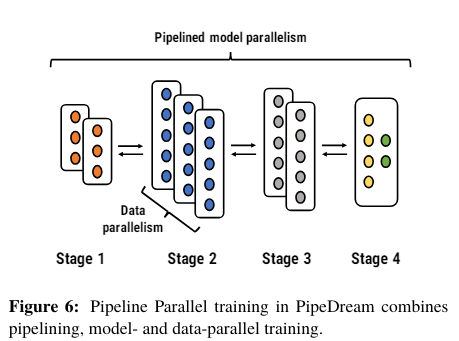 Pipelined model parallelism
Data
parallelism
Stage 1
Stage 2
Stage 3
Stage 4
Figure 6: Pipeline Parallel training in PipeDream combines
pipelining, model- and data-parallel training.